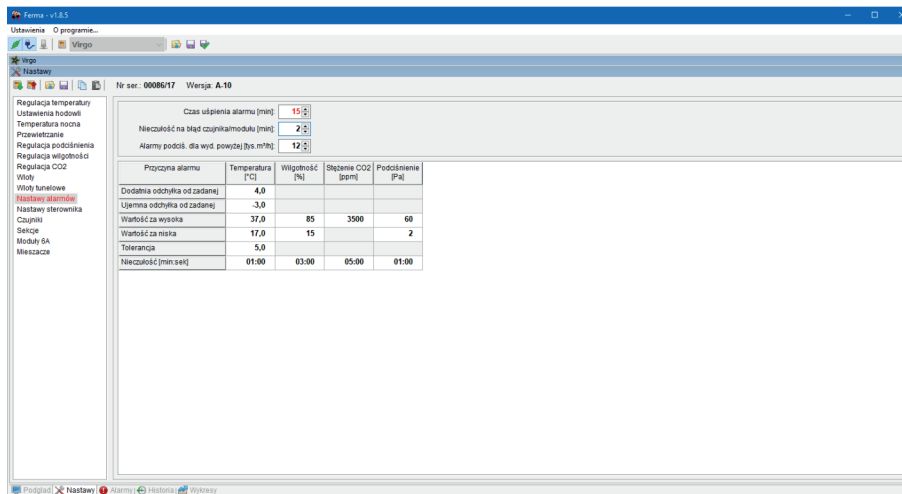 Ferma - v1.8.5
Ustawienia O programie...
Virgo
Virgo
Nastawy
Nr ser.: 00086/17 Wersja: A-10
Regulacja temperatury
Ustawienia hodowli
Temperatura nocna
Przewietrzanie
Regulacja podciśnienia
Regulacja wilgotności
Regulacja CO2
Wloty
Wloty tunelowe
Nastawy alarmów
Nastawy sterownika
Czujniki
Sekcje
Moduły 6A
Mieszacze
Czas uśpienia alarmu [min]: 15
Nieczułość na błąd czujnika/modułu [min]: 2
Alarmy podciś. dla wyd. powyżej [tys.m³/h]: 12
Przyczyna alarmu Temperatura [°C] Wilgotność [%] Stężenie CO2 [ppm] Podciśnienie [Pa]
Dodatnia odchyłka od zadanej 4,0
Ujemna odchyłka od zadanej -3,0
Wartość za wysoka 37,0 85 3500 60
Wartość za niska 17,0 15 2
Tolerancja 5,0
Nieczułość [min:sek] 01:00 03:00 05:00 01:00
Podgląd Nastawy Alarmy Historia Wykresy